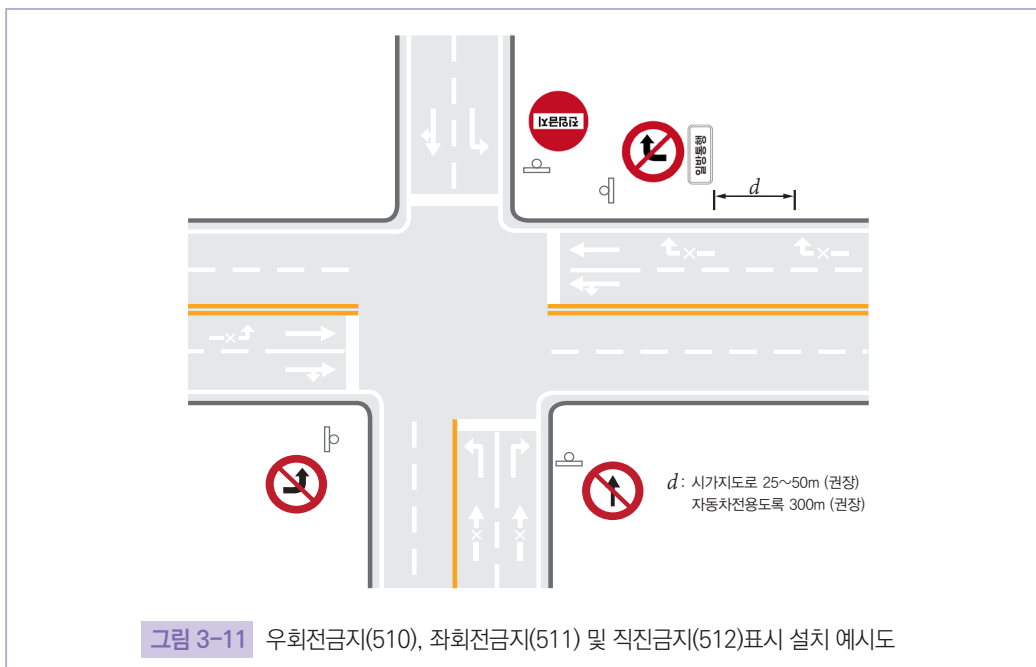 진입금지
일방통행
d
d : 시가지도로 25~50m (권장)
자동차전용도록 300m (권장)
그림 3-11 우회전금지(510), 좌회전금지(511) 및 직진금지(512)표시 설치 예시도